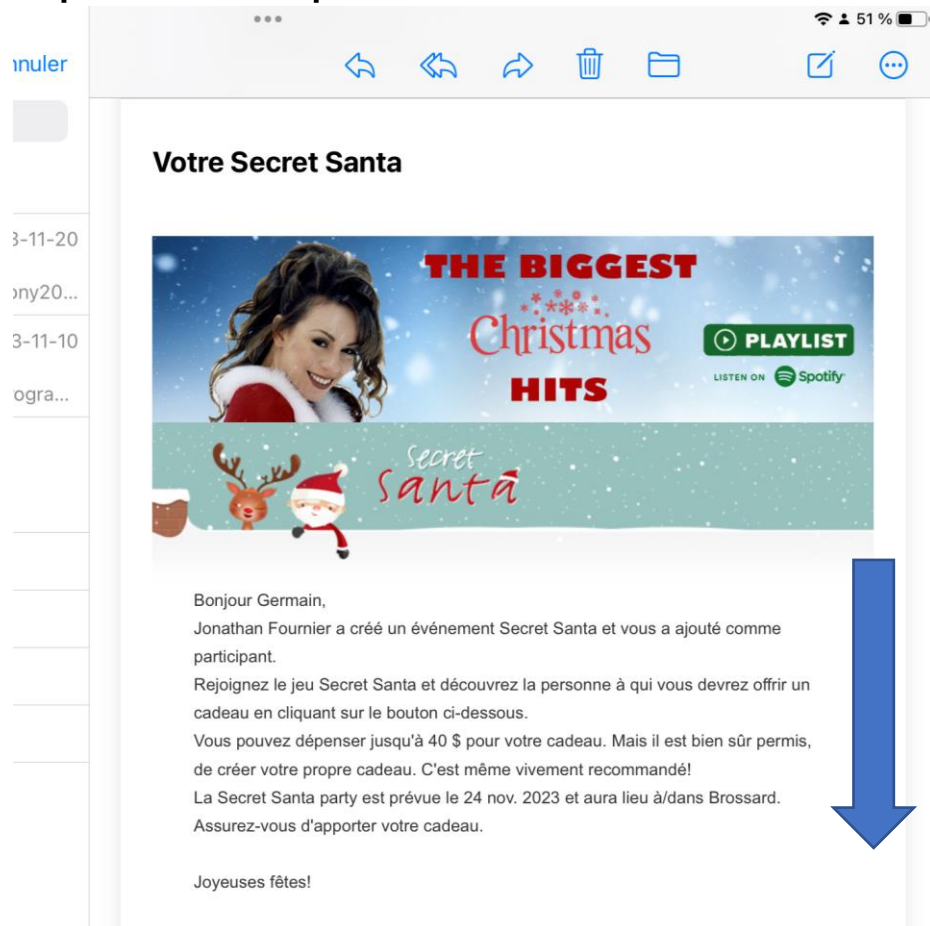 51 %
nnuler
Votre Secret Santa
3-11-20
THE BIGGEST
ony20...
Christmas
3-11-10
PLAYLIST
HITS
LISTEN ON Spotify
ogra...
Secret
Santa
Bonjour Germain,
Jonathan Fournier a créé un événement Secret Santa et vous a ajouté comme
participant.
Rejoignez le jeu Secret Santa et découvrez la personne à qui vous devrez offrir un
cadeau en cliquant sur le bouton ci-dessous.
Vous pouvez dépenser jusqu'à 40 $ pour votre cadeau. Mais il est bien sûr permis,
de créer votre propre cadeau. C'est même vivement recommandé!
La Secret Santa party est prévue le 24 nov. 2023 et aura lieu à/dans Brossard.
Assurez-vous d'apporter votre cadeau.
Joyeuses fêtes!